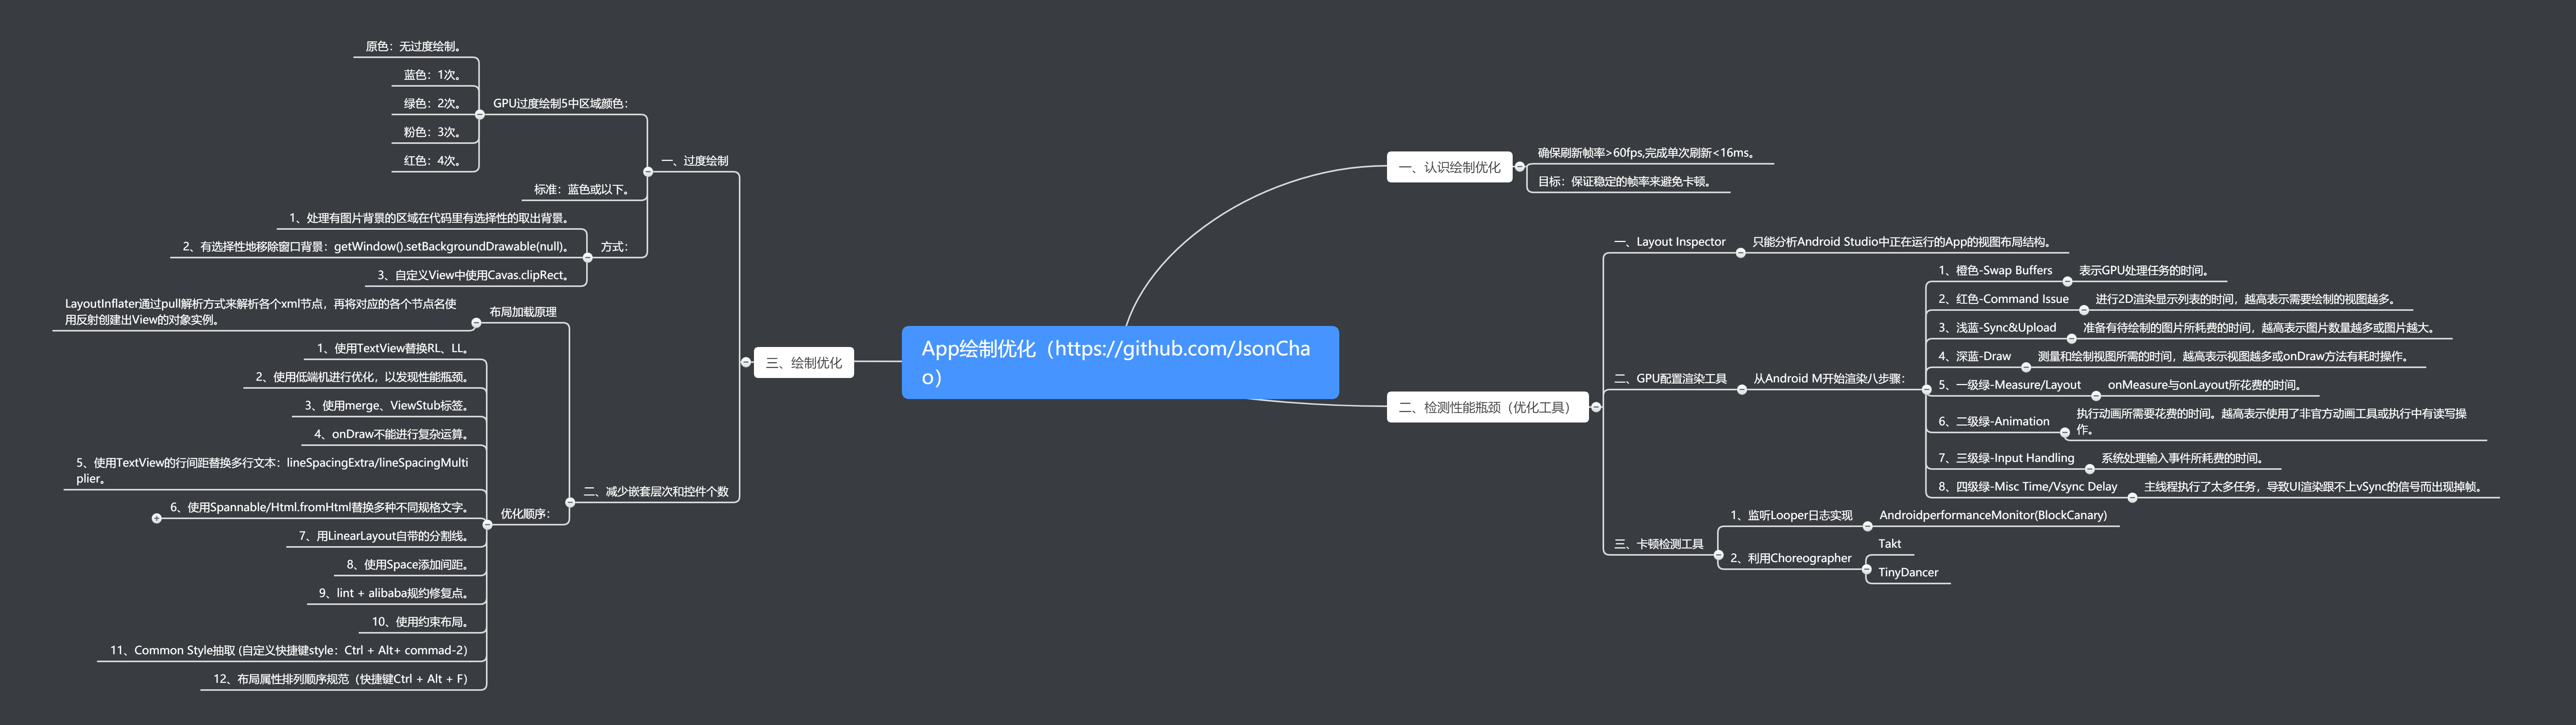 App绘制优化（https://github.com/JsonCha
o）
一、认识绘制优化
确保刷新帧率>60fps,完成单次刷新<16ms。
目标：保证稳定的帧率来避免卡顿。
二、检测性能瓶颈（优化工具）
一、Layout Inspector
只能分析Android Studio中正在运行的App的视图布局结构。
二、GPU配置渲染工具
从Android M开始渲染八步骤：
1、橙色-Swap Buffers
表示GPU处理任务的时间。
2、红色-Command Issue
进行2D渲染显示列表的时间，越高表示需要绘制的视图越多。
3、浅蓝-Sync&Upload
准备有待绘制的图片所耗费的时间，越高表示图片数量越多或图片越大。
4、深蓝-Draw
测量和绘制视图所需的时间，越高表示视图越多或onDraw方法有耗时操作。
5、一级绿-Measure/Layout
onMeasure与onLayout所花费的时间。
6、二级绿-Animation
执行动画所需要花费的时间。越高表示使用了非官方动画工具或执行中有读写操
作。
7、三级绿-Input Handling
系统处理输入事件所耗费的时间。
8、四级绿-Misc Time/Vsync Delay
主线程执行了太多任务，导致UI渲染跟不上vSync的信号而出现掉帧。
三、卡顿检测工具
1、监听Looper日志实现
AndroidperformanceMonitor(BlockCanary)
2、利用Choreographer
Takt
TinyDancer
三、绘制优化
一、过度绘制
GPU过度绘制5中区域颜色：
原色：无过度绘制。
蓝色：1次。
绿色：2次。
粉色：3次。
红色：4次。
标准：蓝色或以下。
方式：
1、处理有图片背景的区域在代码里有选择性的取出背景。
2、有选择性地移除窗口背景：getWindow().setBackgroundDrawable(null)。
3、自定义View中使用Cavas.clipRect。
二、减少嵌套层次和控件个数
布局加载原理
LayoutInflater通过pull解析方式来解析各个xml节点，再将对应的各个节点名使
用反射创建出View的对象实例。
优化顺序：
1、使用TextView替换RL、LL。
2、使用低端机进行优化，以发现性能瓶颈。
3、使用merge、ViewStub标签。
4、onDraw不能进行复杂运算。
5、使用TextView的行间距替换多行文本：lineSpacingExtra/lineSpacingMulti
plier。
6、使用Spannable/Html.fromHtml替换多种不同规格文字。
7、用LinearLayout自带的分割线。
8、使用Space添加间距。
9、lint + alibaba规约修复点。
10、使用约束布局。
11、Common Style抽取 (自定义快捷键style：Ctrl + Alt+ commad-2)
12、布局属性排列顺序规范（快捷键Ctrl + Alt + F）